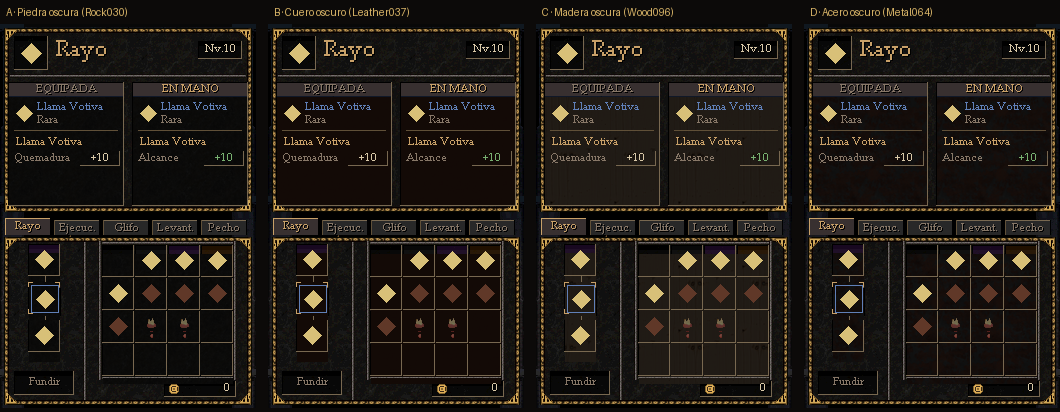 A · Piedra oscura (Rock030)
Rayo
Nv.10
EQUIPADA
EN MANO
Llama Votiva
Rara
Llama Votiva
Rara
Llama Votiva
Llama Votiva
Quemadura +10
Alcance +10
Rayo Ejecuc. Glifo Levant. Pecho
Fundir
0
B · Cuero oscuro (Leather037)
Rayo
Nv.10
EQUIPADA
EN MANO
Llama Votiva
Rara
Llama Votiva
Rara
Llama Votiva
Llama Votiva
Quemadura +10
Alcance +10
Rayo Ejecuc. Glifo Levant. Pecho
Fundir
0
C · Madera oscura (Wood096)
Rayo
Nv.10
EQUIPADA
EN MANO
Llama Votiva
Rara
Llama Votiva
Rara
Llama Votiva
Llama Votiva
Quemadura +10
Alcance +10
Rayo Ejecuc. Glifo Levant. Pecho
Fundir
0
D · Acero oscuro (Metal064)
Rayo
Nv.10
EQUIPADA
EN MANO
Llama Votiva
Rara
Llama Votiva
Rara
Llama Votiva
Llama Votiva
Quemadura +10
Alcance +10
Rayo Ejecuc. Glifo Levant. Pecho
Fundir
0